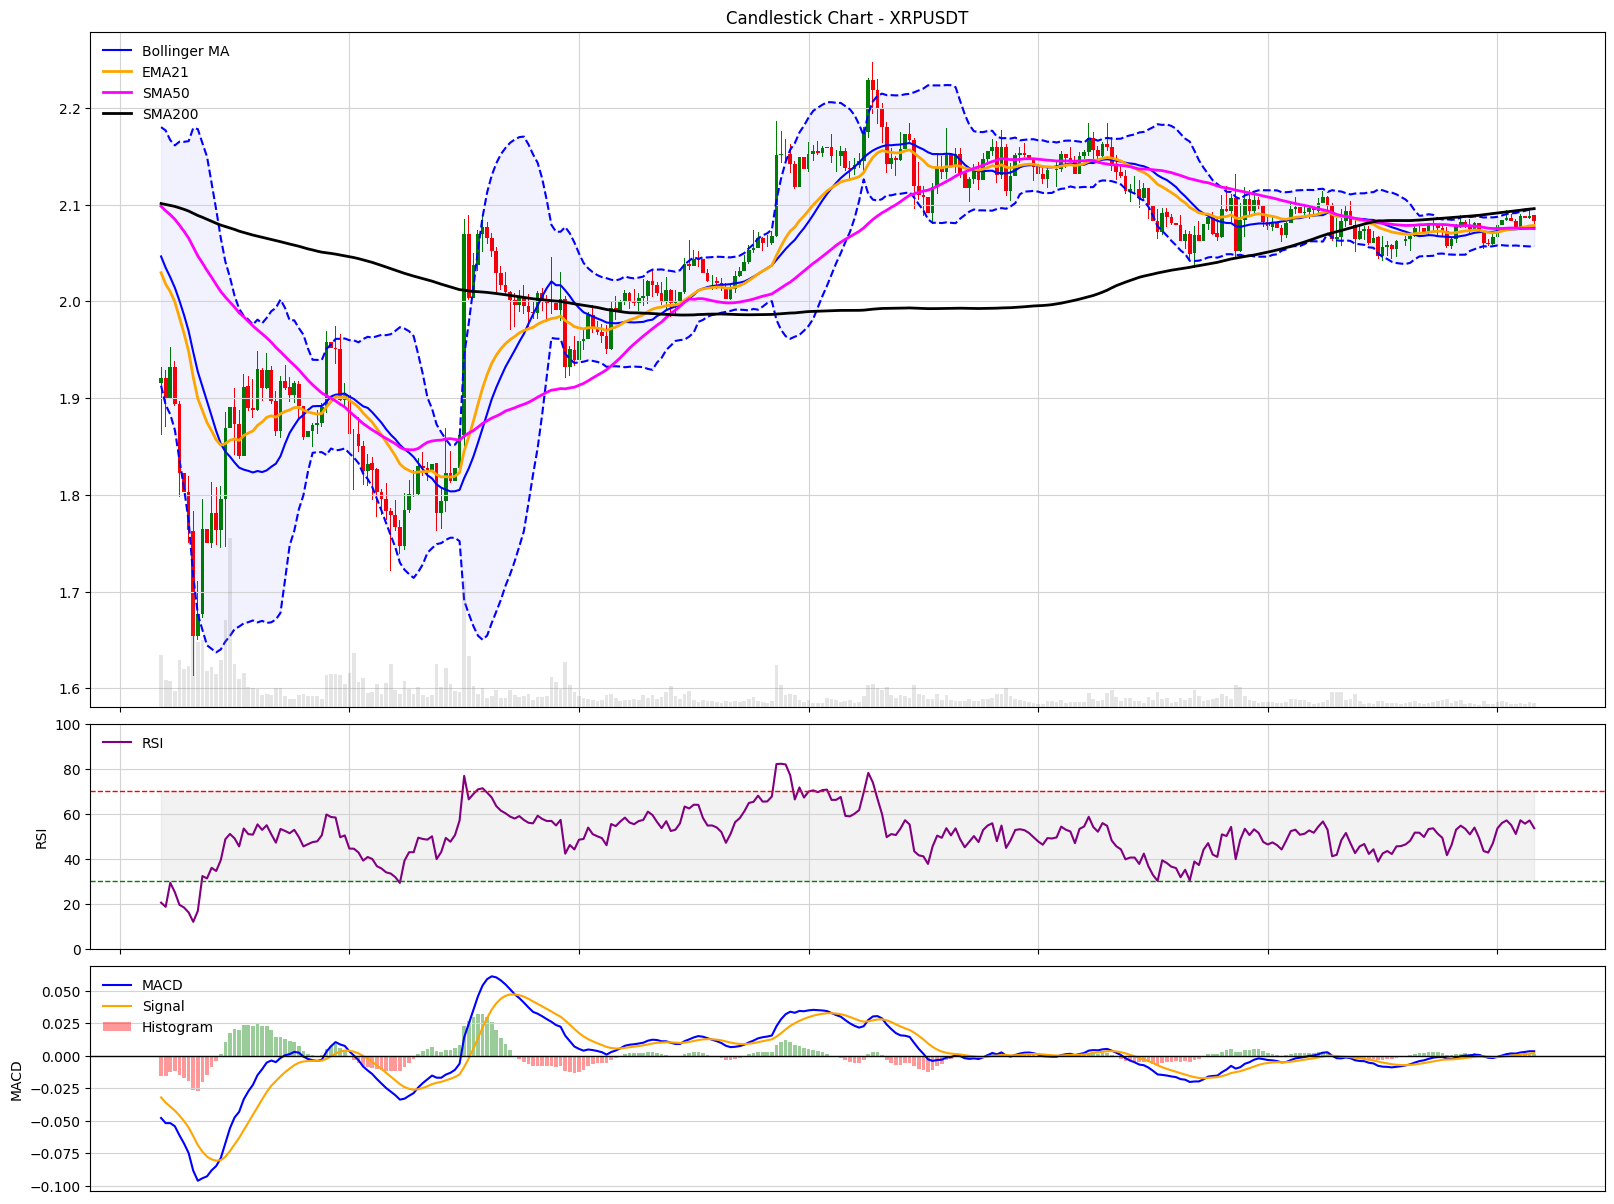 Candlestick Chart - XRPUSDT
Bollinger MA
EMA21
SMA50
SMA200
2.2
2.1
2.0
1.9
1.8
1.7
1.6
RSI
100
80
60
40
20
0
RSI
MACD
Signal
Histogram
0.050
0.025
0.000
−0.025
−0.050
−0.075
−0.100
MACD